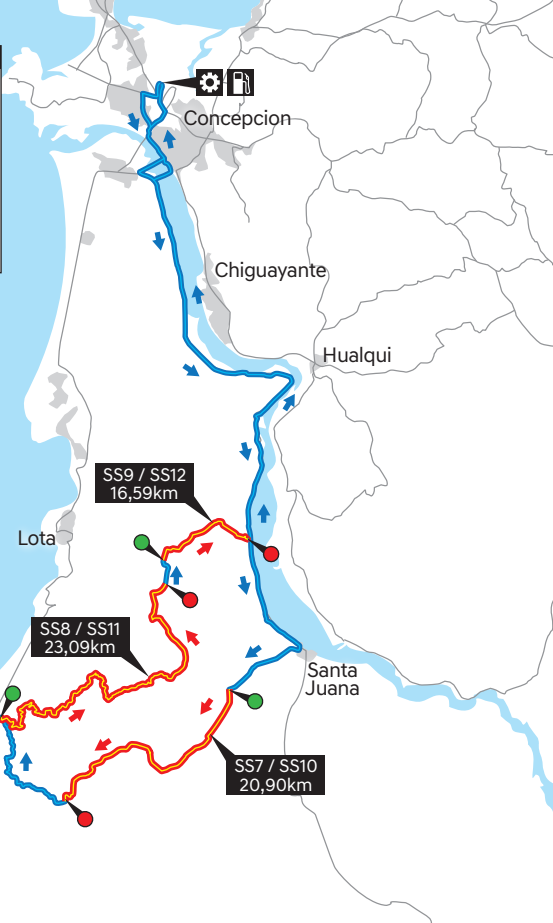 Concepcion
Chiguayante
Hualqui
SS9 / SS12
16,59km
Lota
SS8 / SS11
23,09km
Santa
Juana
SS7 / SS10
20,90km